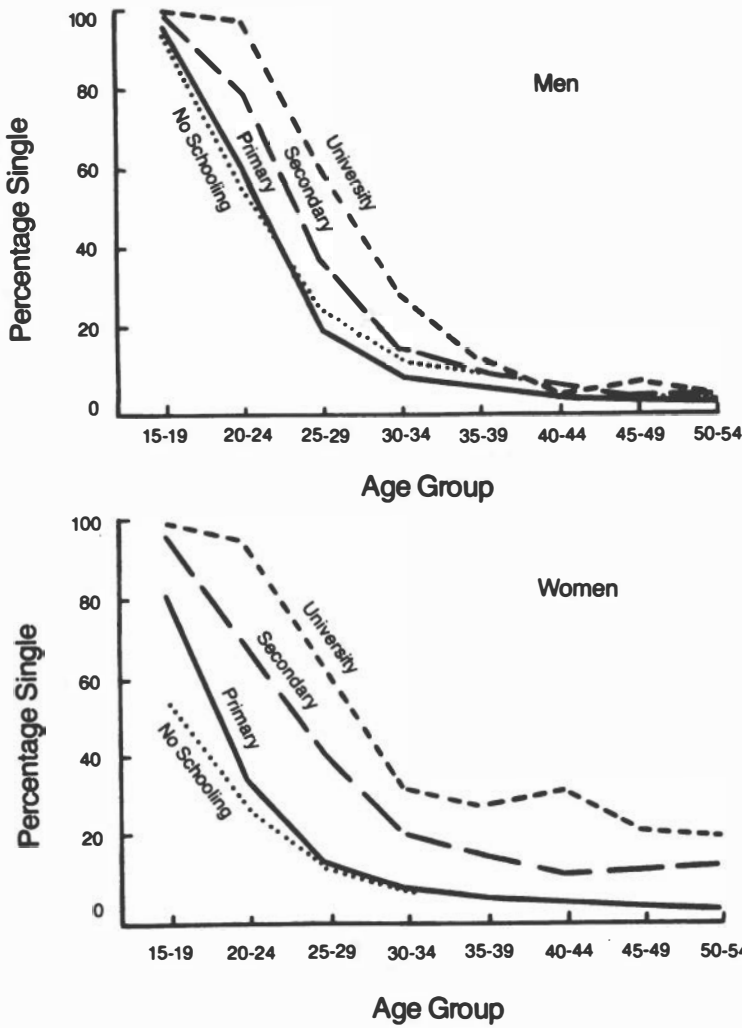 Percentage Single
100
80
60
40
20
0
Men
No Schooling
Primary
Secondary
University
15-19 20-24 25-29 30-34 35-39 40-44 45-49 50-54
Age Group
Percentage Single
100
80
60
40
20
0
Women
No Schooling
Primary
Secondary
University
15-19 20-24 25-29 30-34 35-39 40-44 45-49 50-54
Age Group